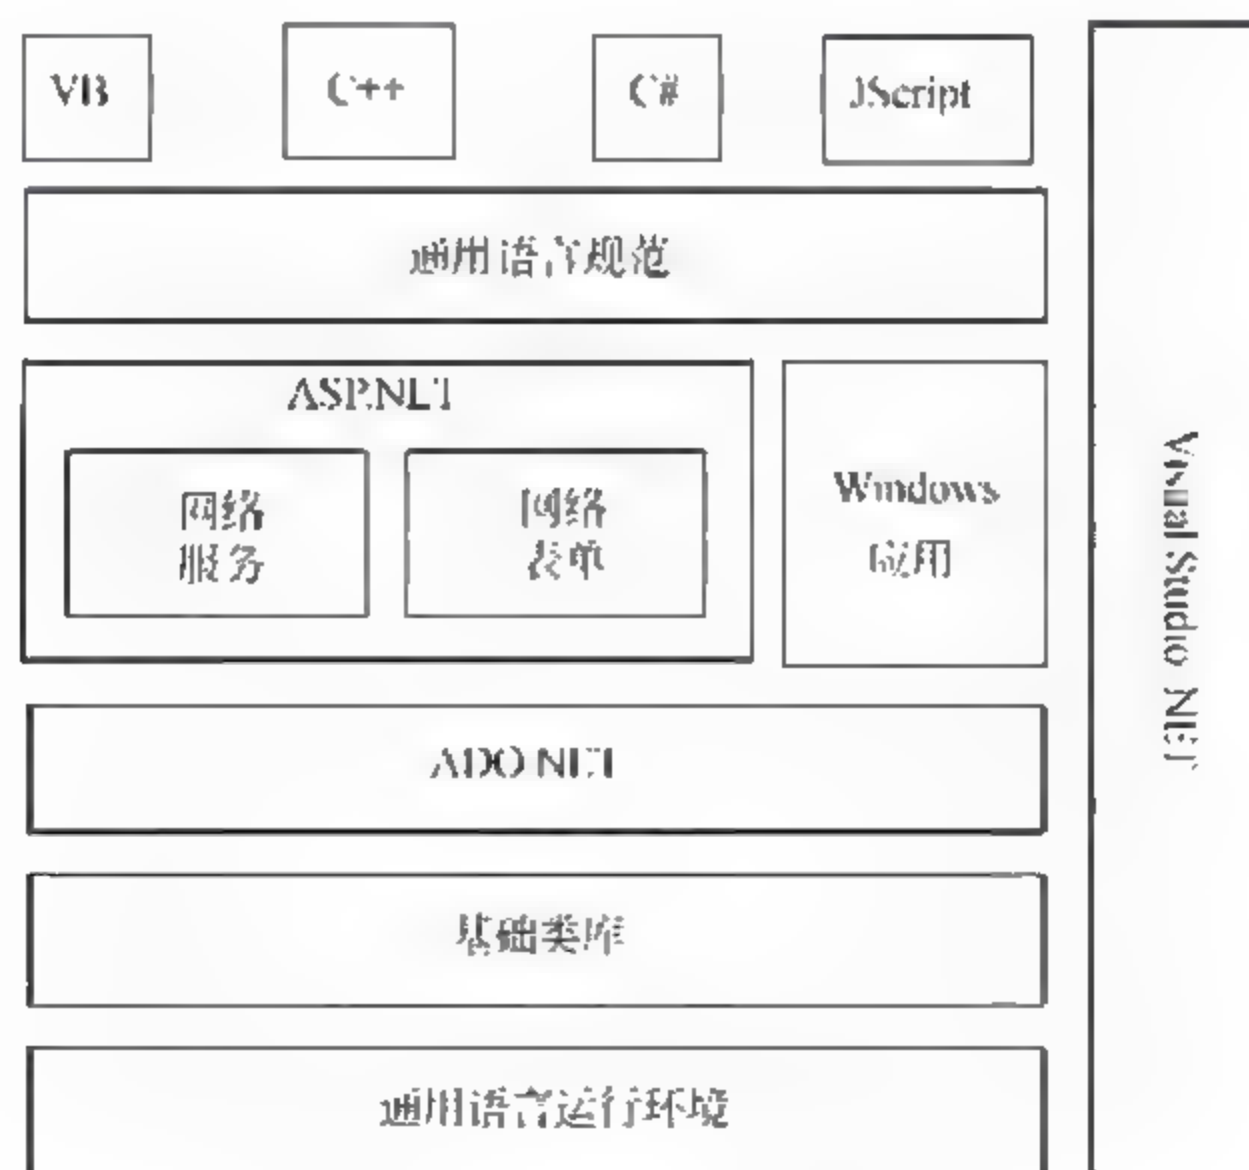 VB
C++
C#
JScript
通用语言规范
ASP.NET
网络
服务
网络
表单
Windows
应用
ADO.NET
基础类库
通用语言运行环境
Visual Studio .NET